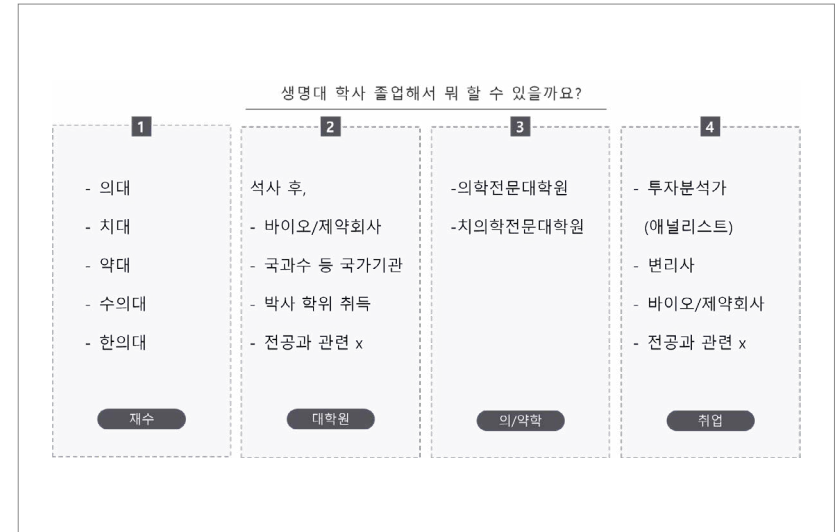 생명대 학사 졸업해서 뭐 할 수 있을까요?
1
- 의대
- 치대
- 약대
- 수의대
- 한의대
재수
2
석사 후,
- 바이오/제약회사
- 국과수 등 국가기관
- 박사 학위 취득
- 전공과 관련 x
대학원
3
-의학전문대학원
-치의학전문대학원
의/약학
4
- 투자분석가
(애널리스트)
- 변리사
- 바이오/제약회사
- 전공과 관련 x
취업